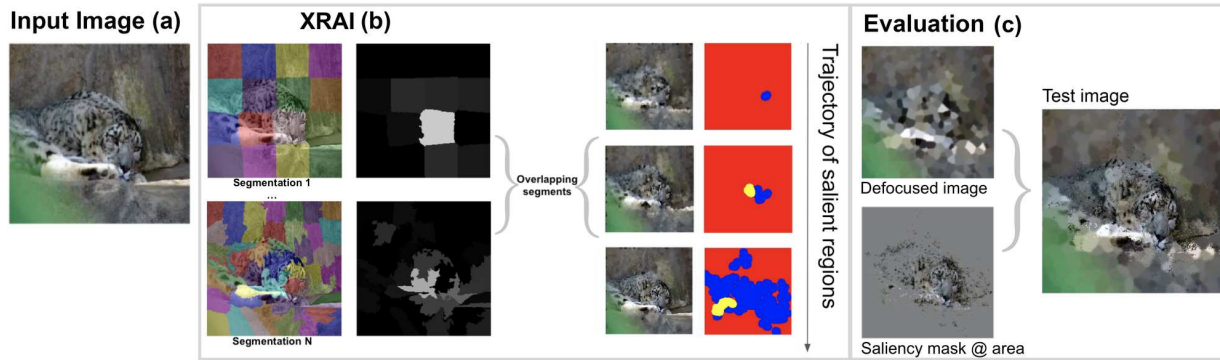 Input Image (a)
XRAI (b)
Segmentation 1
...
Segmentation N
Overlapping
segments
Trajectory of salient regions
Evaluation (c)
Defocused image
Saliency mask @ area
Test image